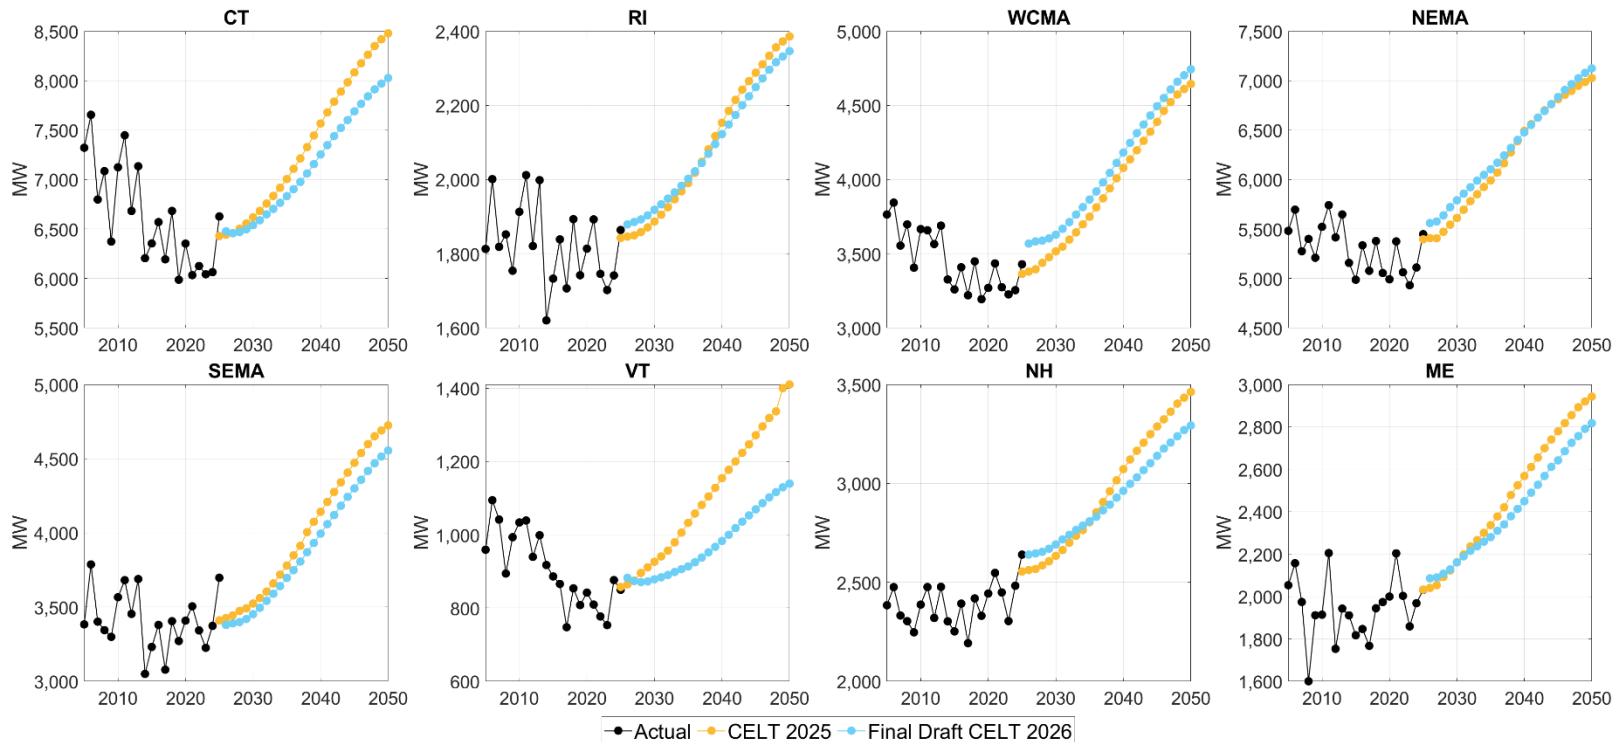 CT
8,500
8,000
7,500
7,000
6,500
6,000
5,500
MW
2010 2020 2030 2040 2050
RI
2,400
2,200
2,000
1,800
1,600
MW
2010 2020 2030 2040 2050
WCMA
5,000
4,500
4,000
3,500
3,000
MW
2010 2020 2030 2040 2050
NEMA
7,500
7,000
6,500
6,000
5,500
5,000
4,500
MW
2010 2020 2030 2040 2050
SEMA
5,000
4,500
4,000
3,500
3,000
MW
2010 2020 2030 2040 2050
VT
1,400
1,200
1,000
800
600
MW
2010 2020 2030 2040 2050
NH
3,500
3,000
2,500
2,000
MW
2010 2020 2030 2040 2050
ME
3,000
2,800
2,600
2,400
2,200
2,000
1,800
1,600
MW
2010 2020 2030 2040 2050
Actual CELT 2025 Final Draft CELT 2026